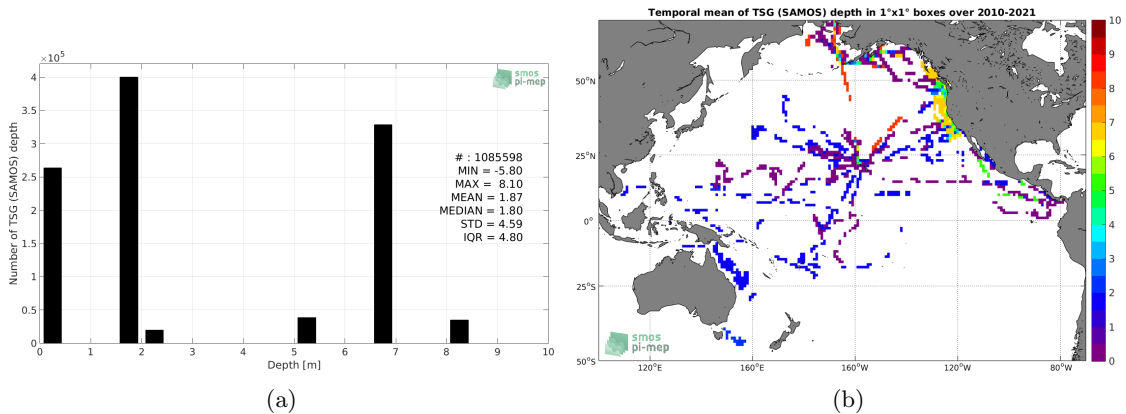 ×10⁵
4
3.5
3
2.5
2
1.5
1
0.5
0
Number of TSG (SAMOS) depth
0 1 2 3 4 5 6 7 8 9 10
Depth [m]
smos
pi-mep
# : 1085598
MIN = -5.80
MAX = 8.10
MEAN = 1.87
MEDIAN = 1.80
STD = 4.59
IQR = 4.80
(a)
Temporal mean of TSG (SAMOS) depth in 1°x1° boxes over 2010-2021
50°N
25°N
0°
25°S
50°S
120°E 160°E 160°W 120°W 80°W
smos
pi-mep
10
9
8
7
6
5
4
3
2
1
0
(b)